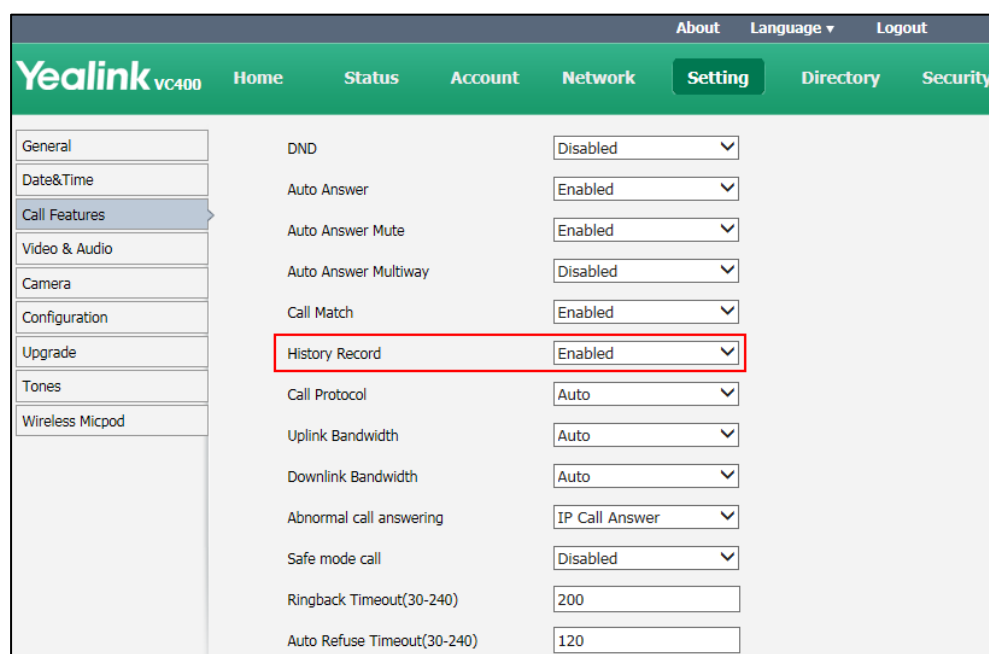 About Language ▾ Logout
Yealink VC400 Home Status Account Network Setting Directory Security
General
Date&Time
Call Features
Video & Audio
Camera
Configuration
Upgrade
Tones
Wireless Micpod
DND Disabled
Auto Answer Enabled
Auto Answer Mute Enabled
Auto Answer Multiway Disabled
Call Match Enabled
History Record Enabled
Call Protocol Auto
Uplink Bandwidth Auto
Downlink Bandwidth Auto
Abnormal call answering IP Call Answer
Safe mode call Disabled
Ringback Timeout(30-240) 200
Auto Refuse Timeout(30-240) 120